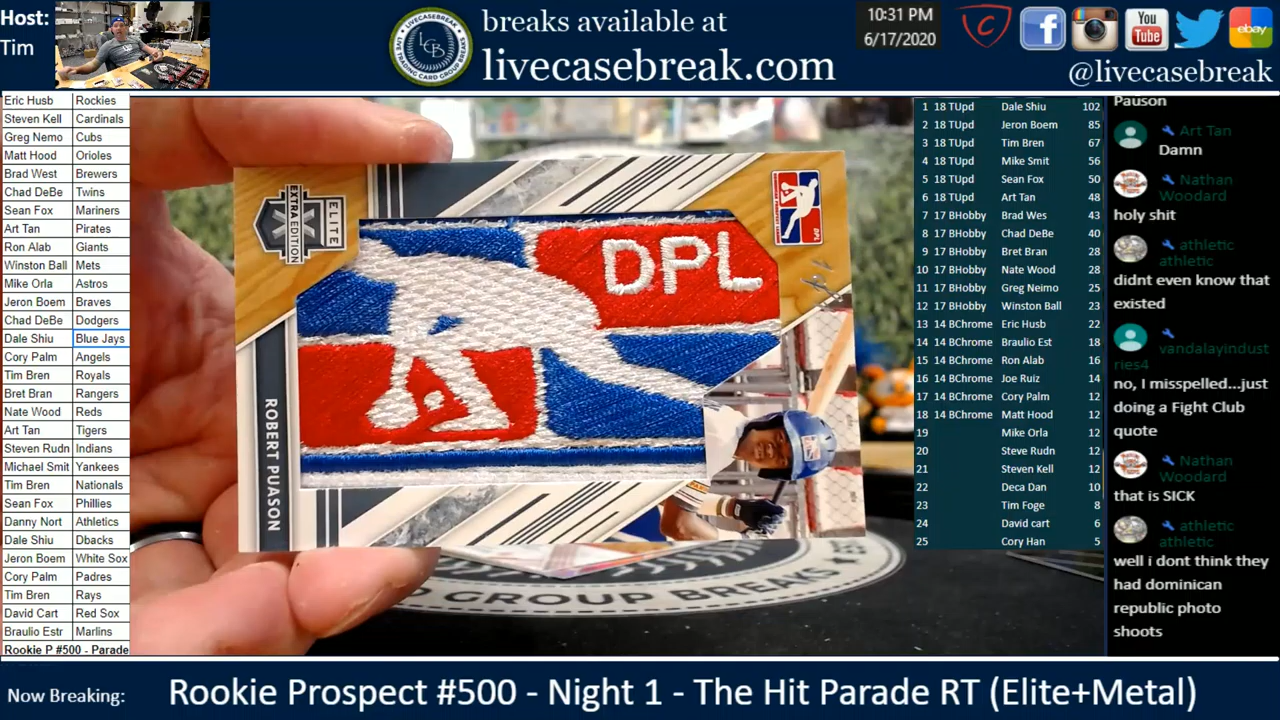 Host:
Tim
LIVECASEBREAK
LCB
LIVE TRADING CARD GROUP BREAKS
breaks available at
livecasebreak.com
10:31 PM
6/17/2020
You
Tube
ebay
@livecasebreak
Eric Husb Rockies
Steven Kell Cardinals
Greg Nemo Cubs
Matt Hood Orioles
Brad West Brewers
Chad DeBe Twins
Sean Fox Mariners
Art Tan Pirates
Ron Alab Giants
Winston Ball Mets
Mike Orla Astros
Jeron Boem Braves
Chad DeBe Dodgers
Dale Shiu Blue Jays
Cory Palm Angels
Tim Bren Royals
Bret Bran Rangers
Nate Wood Reds
Art Tan Tigers
Steven Rudn Indians
Michael Smit Yankees
Tim Bren Nationals
Sean Fox Phillies
Danny Nort Athletics
Dale Shiu Dbacks
Jeron Boem White Sox
Cory Palm Padres
Tim Bren Rays
David Cart Red Sox
Braulio Estr Marlins
Rookie P #500 - Parade
ELITE
EXTRA EDITION
DPL
DPL
ROBERT PUASON
D GROUP BREAKS
1 18 TUpd Dale Shiu 102
2 18 TUpd Jeron Boem 85
3 18 TUpd Tim Bren 67
4 18 TUpd Mike Smit 56
5 18 TUpd Sean Fox 50
6 18 TUpd Art Tan 48
7 17 BHobby Brad Wes 43
8 17 BHobby Chad DeBe 40
9 17 BHobby Bret Bran 28
10 17 BHobby Nate Wood 28
11 17 BHobby Greg Neimo 25
12 17 BHobby Winston Ball 23
13 14 BChrome Eric Husb 22
14 14 BChrome Braulio Est 18
15 14 BChrome Ron Alab 16
16 14 BChrome Joe Ruiz 14
17 14 BChrome Cory Palm 12
18 14 BChrome Matt Hood 12
19 Mike Orla 12
20 Steve Rudn 12
21 Steven Kell 12
22 Deca Dan 10
23 Tim Foge 8
24 David cart 6
25 Cory Han 5
Pauson
Art Tan
Damn
Nathan
Woodard
holy shit
athletic
athletic
didnt even know that
existed
vandalayindust
ries4
no, I misspelled...just
doing a Fight Club
quote
Nathan
Woodard
that is SICK
athletic
athletic
well i dont think they
had dominican
republic photo
shoots
Now Breaking:
Rookie Prospect #500 - Night 1 - The Hit Parade RT (Elite+Metal)